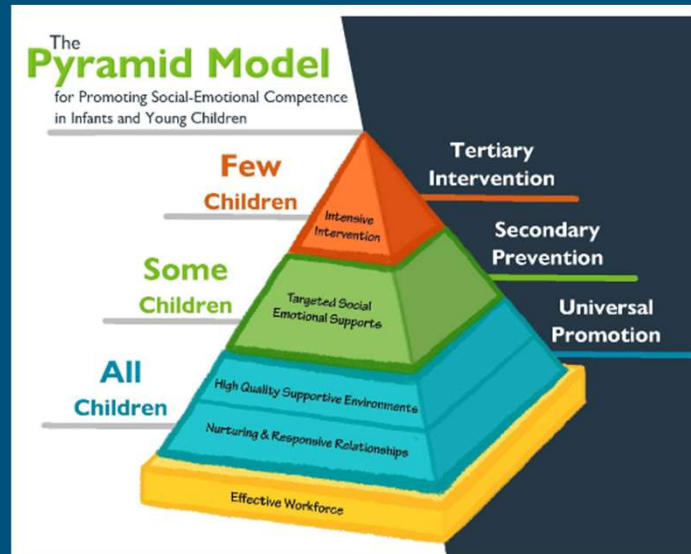 The
Pyramid Model
for Promoting Social-Emotional Competence
in Infants and Young Children
Few
Children
Tertiary
Intervention
Intensive
Intervention
Secondary
Prevention
Some
Children
Targeted Social
Emotional Supports
Universal
Promotion
All
Children
High Quality Supportive Environments
Nurturing & Responsive Relationships
Effective Workforce